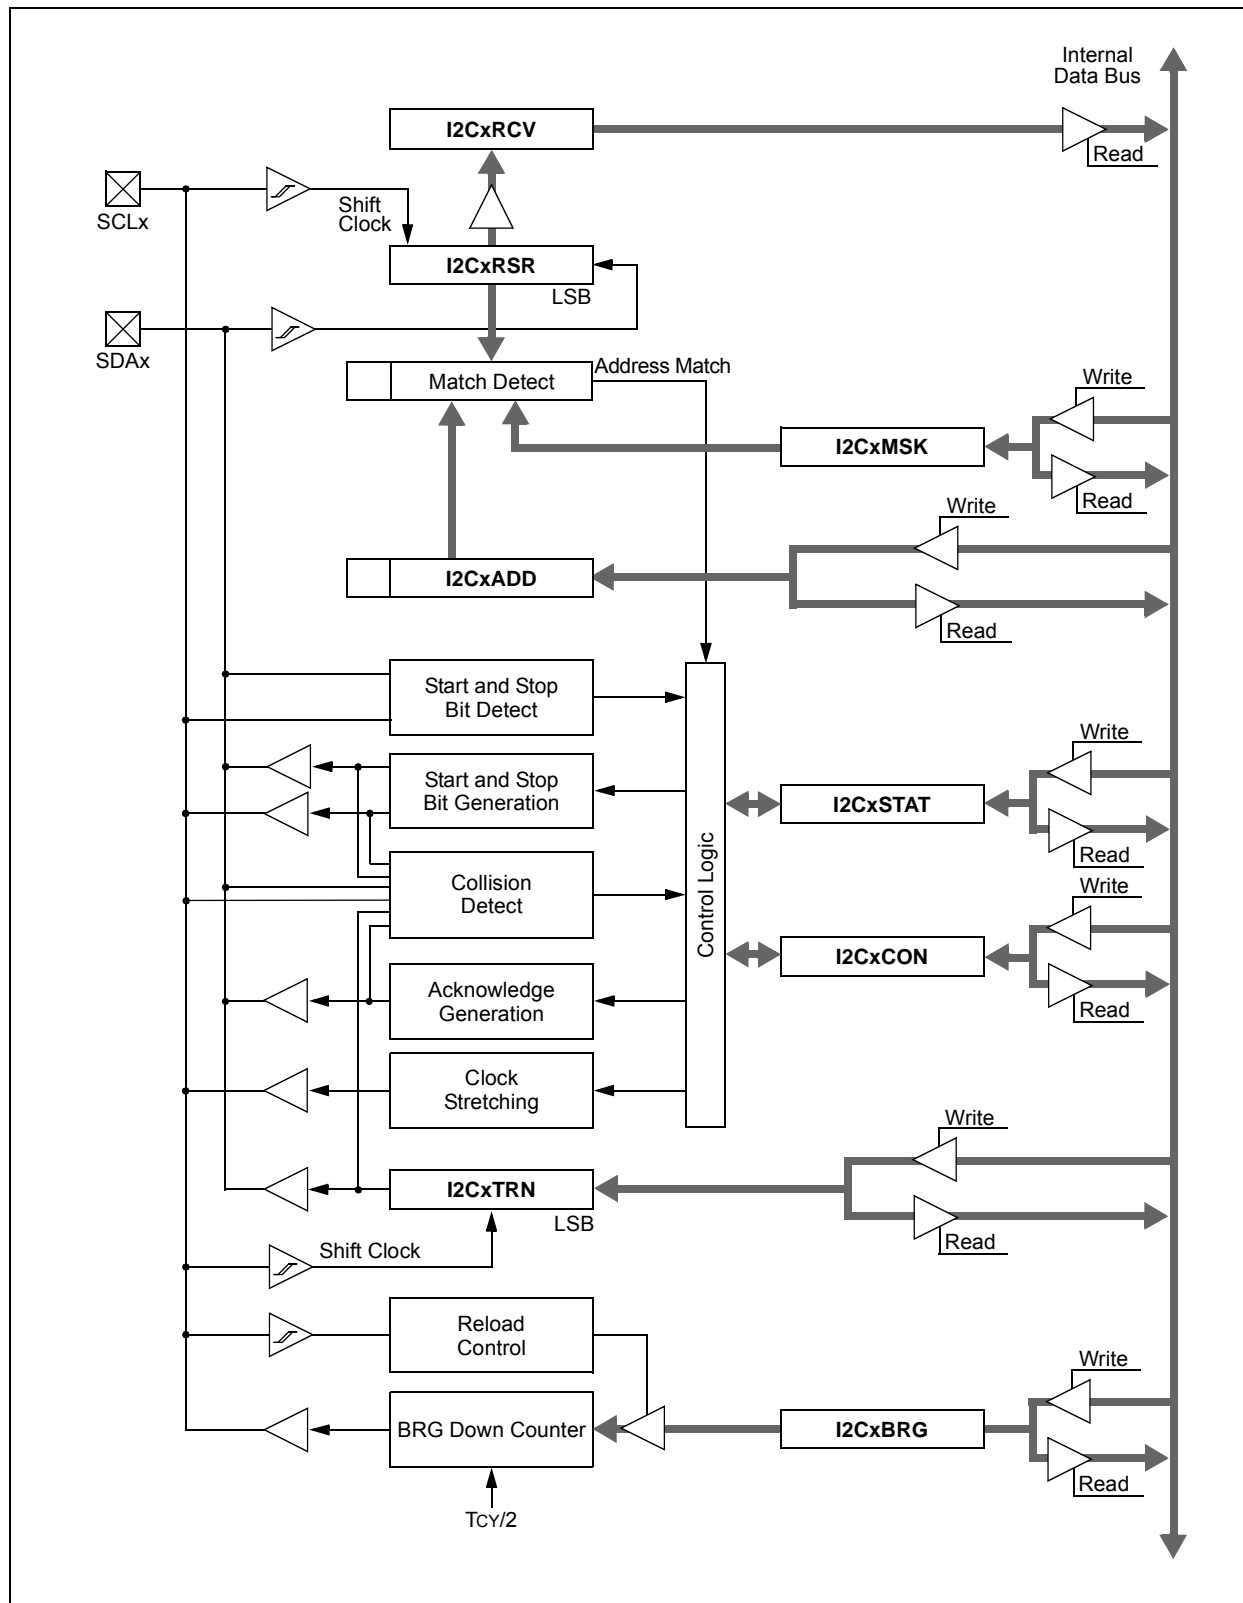 Internal
Data Bus
I2CxRCV
Read
SCLx
Shift
Clock
I2CxRSR
LSB
SDAx
Address Match
Match Detect
Write
I2CxMSK
Read
Write
I2CxADD
Read
Start and Stop
Bit Detect
Write
Start and Stop
Bit Generation
I2CxSTAT
Read
Control Logic
Collision
Detect
Write
I2CxCON
Acknowledge
Generation
Read
Clock
Stretching
Write
I2CxTRN
LSB
Read
Shift Clock
Reload
Control
Write
BRG Down Counter
I2CxBRG
Read
TCY/2